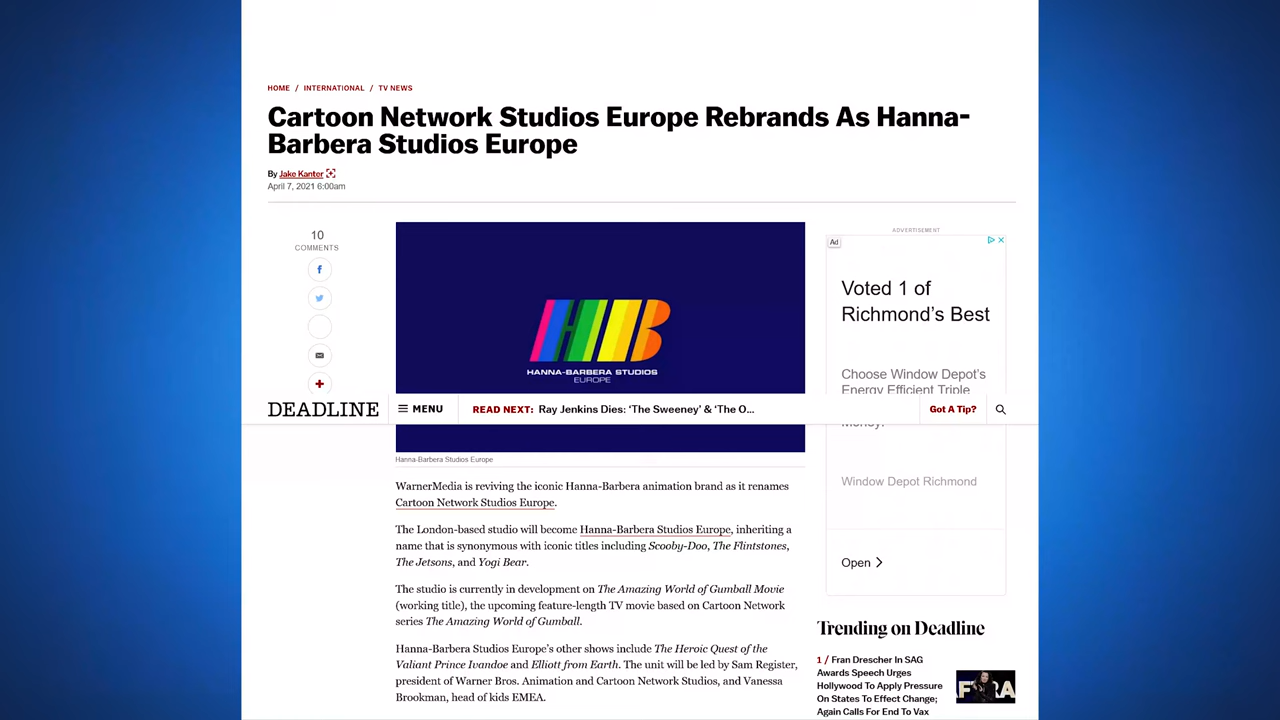 HOME / INTERNATIONAL / TV NEWS
Cartoon Network Studios Europe Rebrands As Hanna-
Barbera Studios Europe
By Jake Kanter
April 7, 2021 6:00am
10
COMMENTS
HB
HANNA-BARBERA STUDIOS
EUROPE
ADVERTISEMENT
Ad
Voted 1 of
Richmond's Best
Choose Window Depot's
Energy Efficient Triple
DEADLINE
MENU
READ NEXT: Ray Jenkins Dies: ‘The Sweeney’ & ‘The O...
Got A Tip?
Money.
Window Depot Richmond
Open
Hanna-Barbera Studios Europe
WarnerMedia is reviving the iconic Hanna-Barbera animation brand as it renames
Cartoon Network Studios Europe.
The London-based studio will become Hanna-Barbera Studios Europe, inheriting a
name that is synonymous with iconic titles including Scooby-Doo, The Flintstones,
The Jetsons, and Yogi Bear.
The studio is currently in development on The Amazing World of Gumball Movie
(working title), the upcoming feature-length TV movie based on Cartoon Network
series The Amazing World of Gumball.
Hanna-Barbera Studios Europe's other shows include The Heroic Quest of the
Valiant Prince Ivandoe and Elliott from Earth. The unit will be led by Sam Register,
president of Warner Bros. Animation and Cartoon Network Studios, and Vanessa
Brookman, head of kids EMEA.
Trending on Deadline
1 / Fran Drescher In SAG
Awards Speech Urges
Hollywood To Apply Pressure
On States To Effect Change;
Again Calls For End To Vax